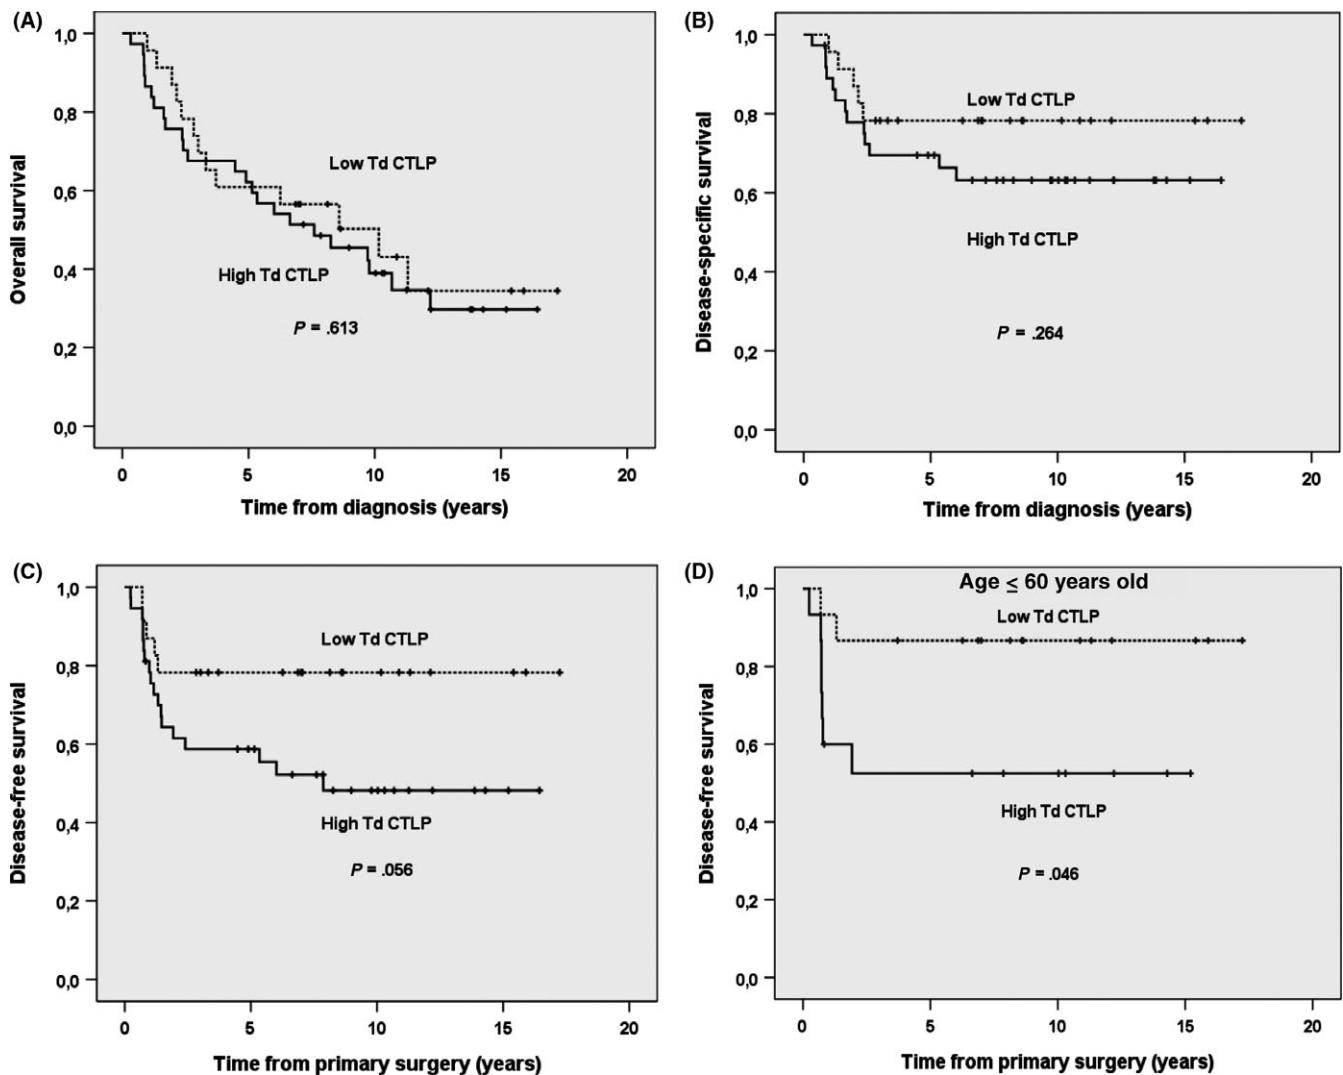 (A)
1,0
0,8
0,6
0,4
0,2
0,0
Overall survival
Low Td CTLP
High Td CTLP
P = .613
0 5 10 15 20
Time from diagnosis (years)
(B)
1,0
0,8
0,6
0,4
0,2
0,0
Disease-specific survival
Low Td CTLP
High Td CTLP
P = .264
0 5 10 15 20
Time from diagnosis (years)
(C)
1,0
0,8
0,6
0,4
0,2
0,0
Disease-free survival
Low Td CTLP
High Td CTLP
P = .056
0 5 10 15 20
Time from primary surgery (years)
(D)
Age ≤ 60 years old
1,0
0,8
0,6
0,4
0,2
0,0
Disease-free survival
Low Td CTLP
High Td CTLP
P = .046
0 5 10 15 20
Time from primary surgery (years)